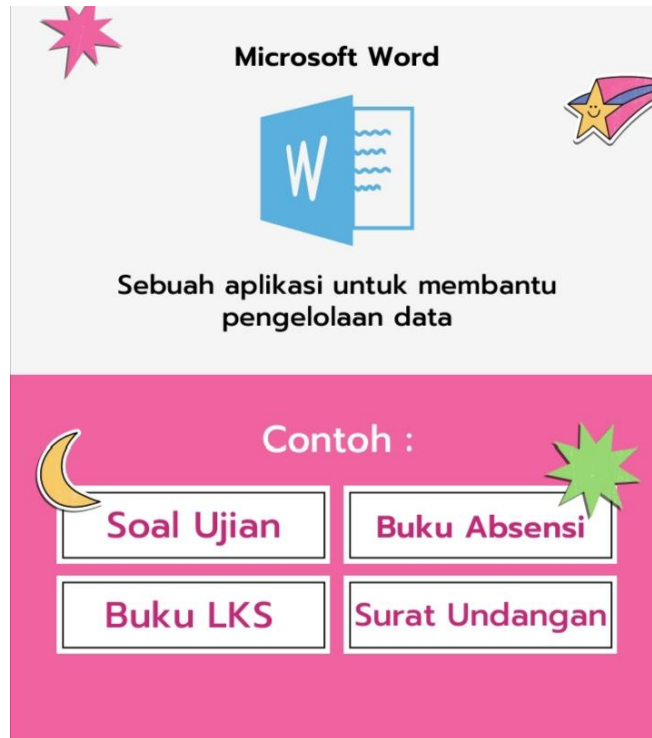 Microsoft Word
W
Sebuah aplikasi untuk membantu
pengelolaan data
Contoh :
Soal Ujian
Buku Absensi
Buku LKS
Surat Undangan